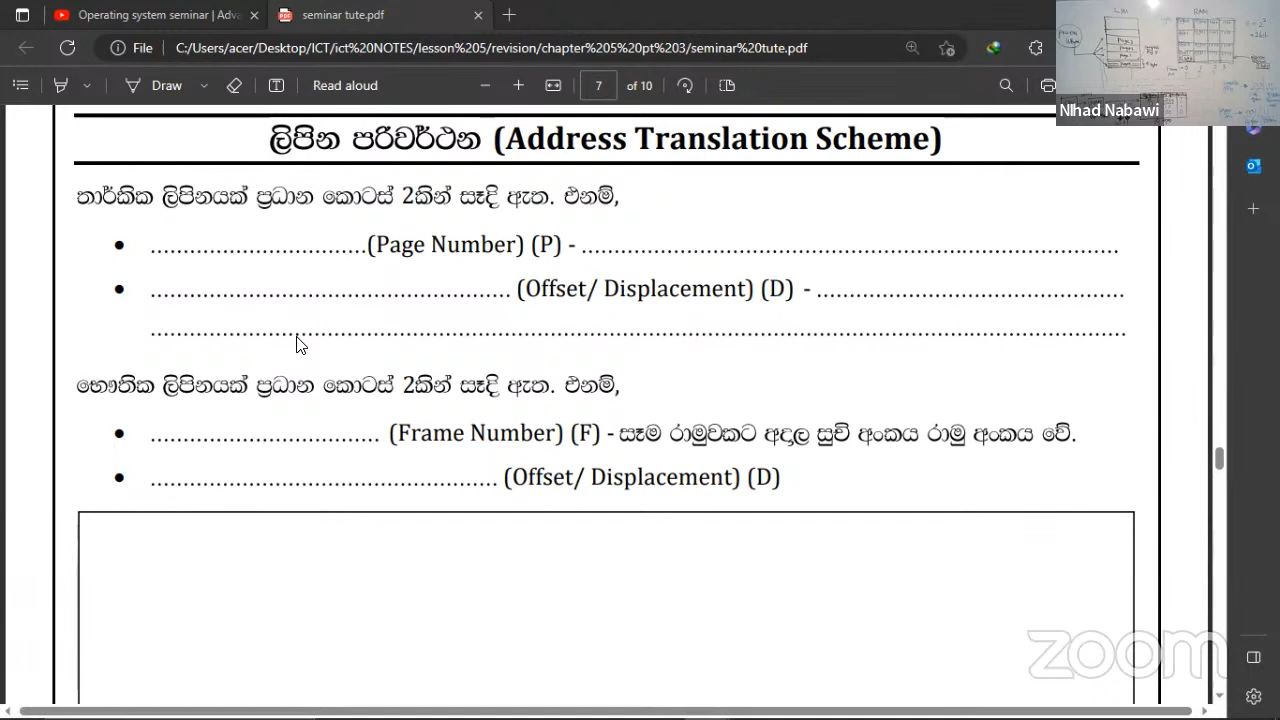 Operating system seminar | Adva
seminar tute.pdf
File
C:/Users/acer/Desktop/ICT/ict%20NOTES/lesson%205/revision/chapter%205%20pt%203/seminar%20tute.pdf
Draw
Read aloud
7 of 10
NIhad Nabawi
ලිපින පරිවර්ථන (Address Translation Scheme)
තාර්කික ලිපිනයක් ප්‍රධාන කොටස් 2කින් සෑදි ඇත. එනම්,
• ................................(Page Number) (P) - ................................................................................
• ...................................................... (Offset/ Displacement) (D) - ..............................................
..................................................................................................................................................
භෞතික ලිපිනයක් ප්‍රධාන කොටස් 2කින් සෑදි ඇත. එනම්,
• .................................. (Frame Number) (F) - සෑම රාමුවකට අදාල සුචි අංකය රාමු අංකය වේ.
• .................................................... (Offset/ Displacement) (D)
zoom